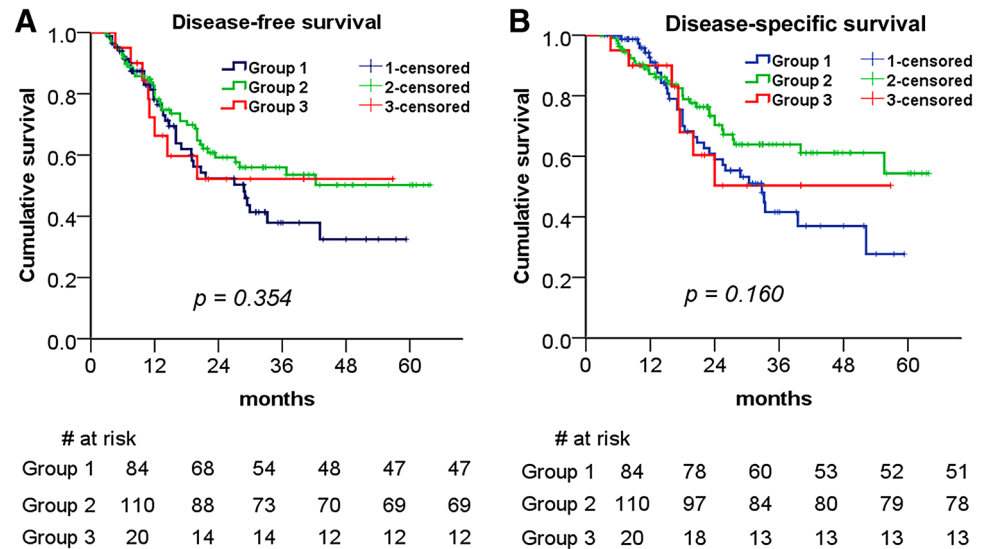 A
Disease-free survival
Cumulative survival
1.0
0.8
0.6
0.4
0.2
0.0
Group 1
Group 2
Group 3
1-censored
2-censored
3-censored
p = 0.354
0 12 24 36 48 60
months
# at risk
Group 1 84 68 54 48 47 47
Group 2 110 88 73 70 69 69
Group 3 20 14 14 12 12 12
B
Disease-specific survival
Cumulative survival
1.0
0.8
0.6
0.4
0.2
0.0
Group 1
Group 2
Group 3
1-censored
2-censored
3-censored
p = 0.160
0 12 24 36 48 60
months
# at risk
Group 1 84 78 60 53 52 51
Group 2 110 97 84 80 79 78
Group 3 20 18 13 13 13 13